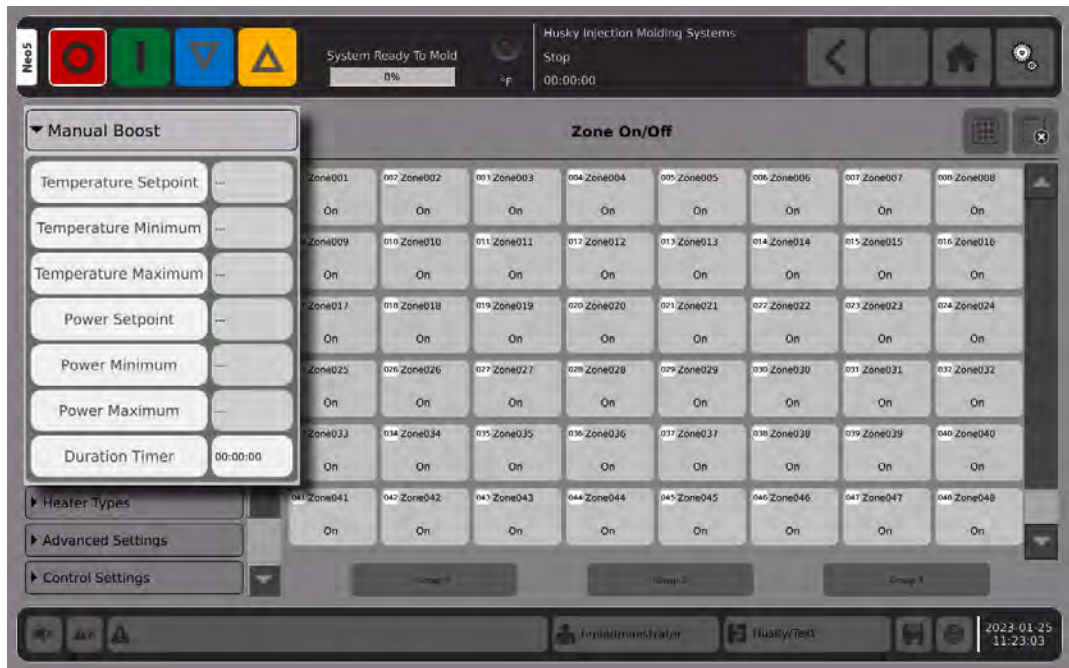 Neo5
System Ready To Mold
0%
°F
Husky Injection Molding Systems
Stop
00:00:00
Manual Boost
Zone On/Off
Temperature Setpoint ---
Temperature Minimum ---
Temperature Maximum ---
Power Setpoint ---
Power Minimum ---
Power Maximum ---
Duration Timer 00:00:00
Heater Types
Advanced Settings
Control Settings
Zone001 002 Zone002 003 Zone003 004 Zone004 005 Zone005 006 Zone006 007 Zone007 008 Zone008
On On On On On On On On
Zone009 010 Zone010 011 Zone011 012 Zone012 013 Zone013 014 Zone014 015 Zone015 016 Zone016
On On On On On On On On
Zone017 018 Zone018 019 Zone019 020 Zone020 021 Zone021 022 Zone022 023 Zone023 024 Zone024
On On On On On On On On
Zone025 026 Zone026 027 Zone027 028 Zone028 029 Zone029 030 Zone030 031 Zone031 032 Zone032
On On On On On On On On
Zone033 034 Zone034 035 Zone035 036 Zone036 037 Zone037 038 Zone038 039 Zone039 040 Zone040
On On On On On On On On
041 Zone041 042 Zone042 043 Zone043 044 Zone044 045 Zone045 046 Zone046 047 Zone047 048 Zone048
On On On On On On On On
Husky/Test
2023-01-25
11:23:03